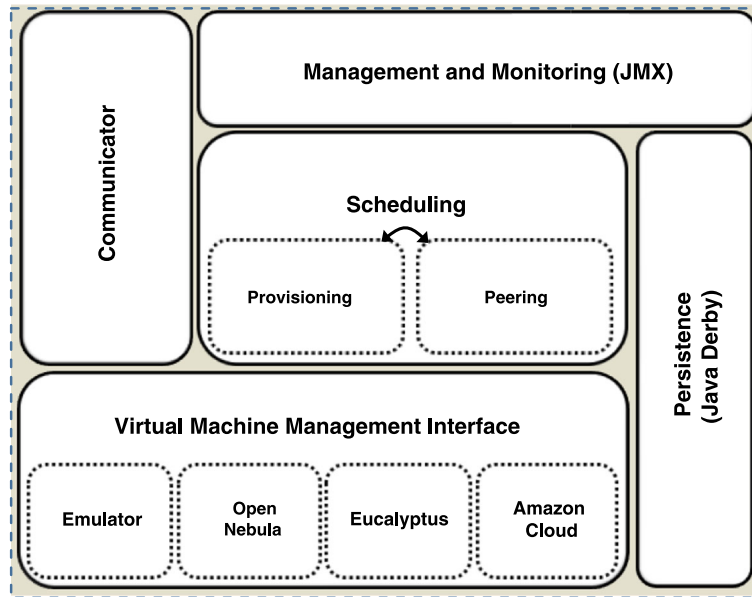 Management and Monitoring (JMX)
Communicator
Scheduling
Provisioning
Peering
Persistence
(Java Derby)
Virtual Machine Management Interface
Emulator
Open
Nebula
Eucalyptus
Amazon
Cloud